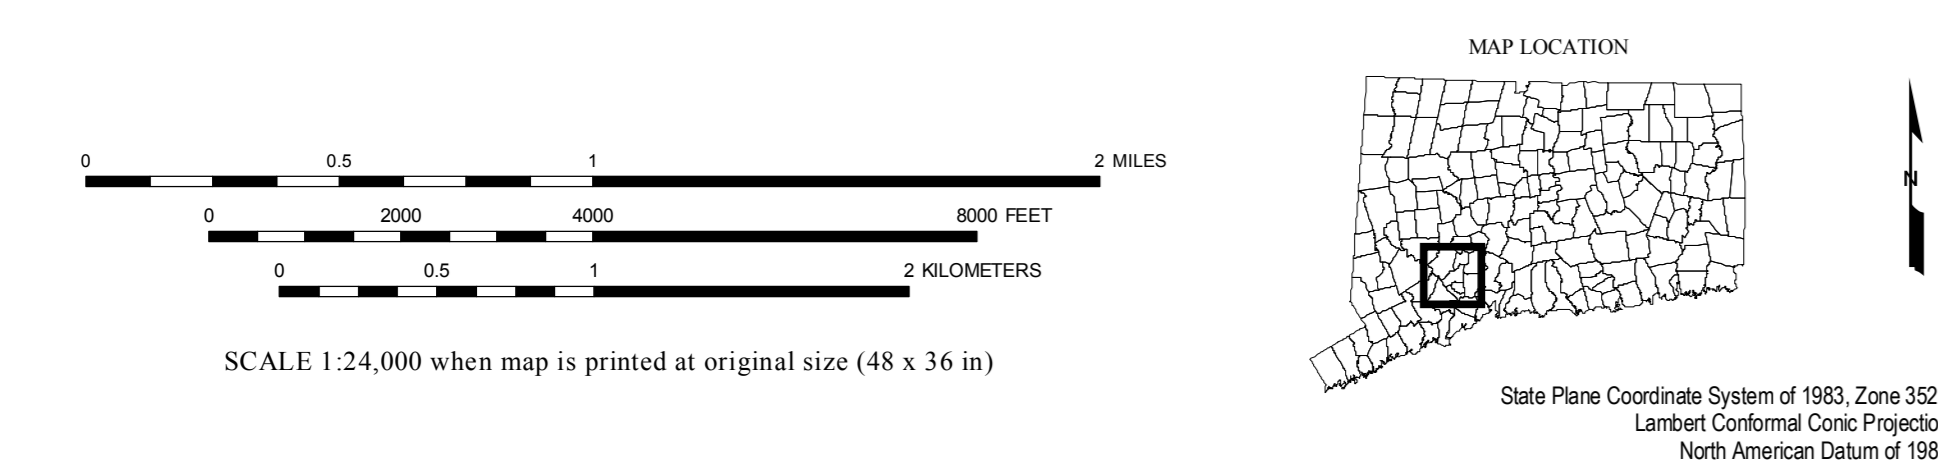 MAP LOCATION
0 0.5 1 2 MILES
0 2000 4000 8000 FEET
0 0.5 1 2 KILOMETERS
N
SCALE 1:24,000 when map is printed at original size (48 x 36 in)
State Plane Coordinate System of 1983, Zone 352
Lambert Conformal Conic Projectio
North American Datum of 198